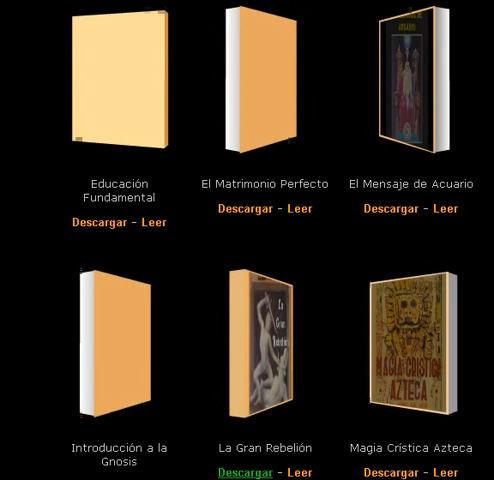 Educación
Fundamental
Descargar – Leer
El Matrimonio Perfecto
Descargar - Leer
El Mensaje de Acuario
Descargar – Leer
La
Gran
Rebelión
MAGIA CRISTICA
AZTECA
Introducción a la
Gnosis
La Gran Rebelión
Descargar - Leer
Magia Crística Azteca
Descargar – Leer